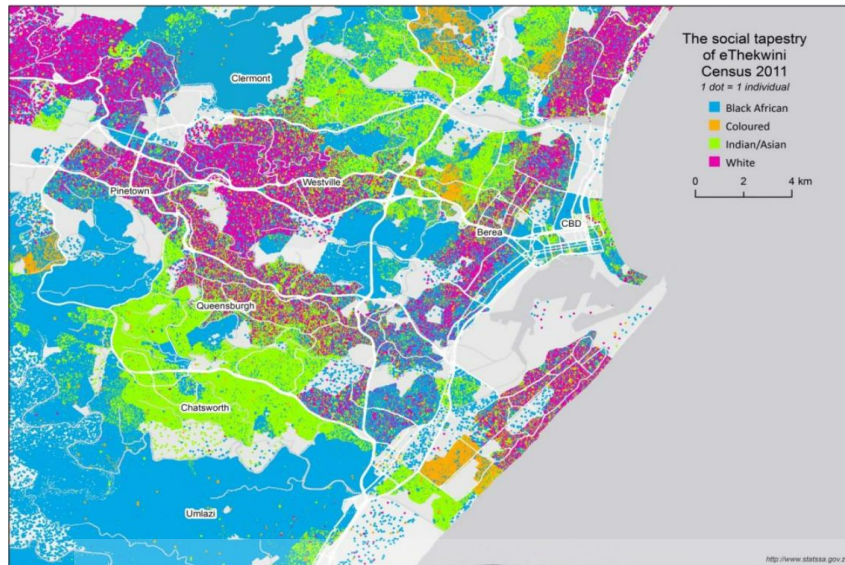 The social tapestry
of eThekwini
Census 2011
1 dot = 1 individual
Black African
Coloured
Indian/Asian
White
0 2 4 km
Clermont
Pinetown
Westville
Berea
CBD
Queensburgh
Chatsworth
Umlazi
http://www.statssa.gov.z